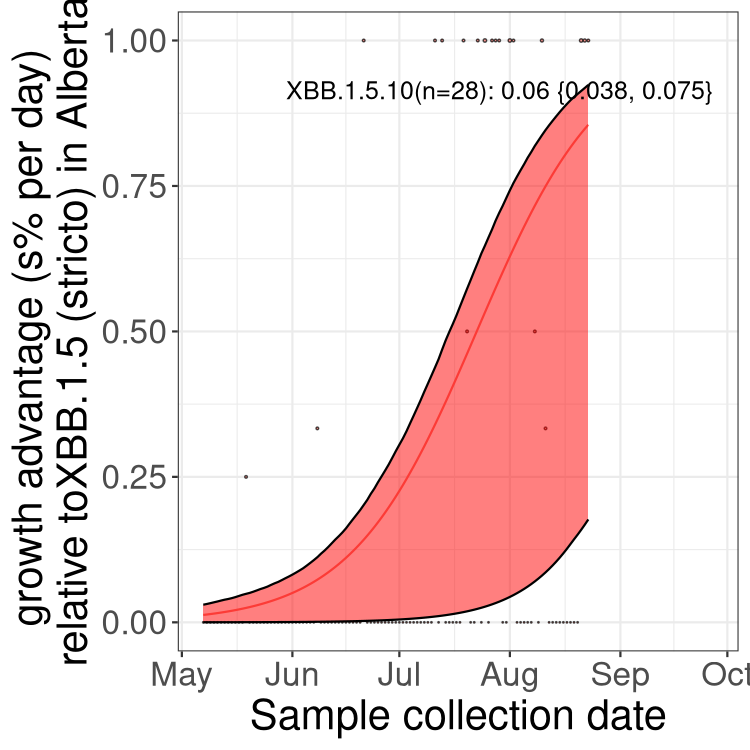 growth advantage (s% per day)
relative toXBB.1.5 (stricto) in Alberta
1.00
0.75
0.50
0.25
0.00
XBB.1.5.10(n=28): 0.06 {0.038, 0.075}
May Jun Jul Aug Sep Oct
Sample collection date